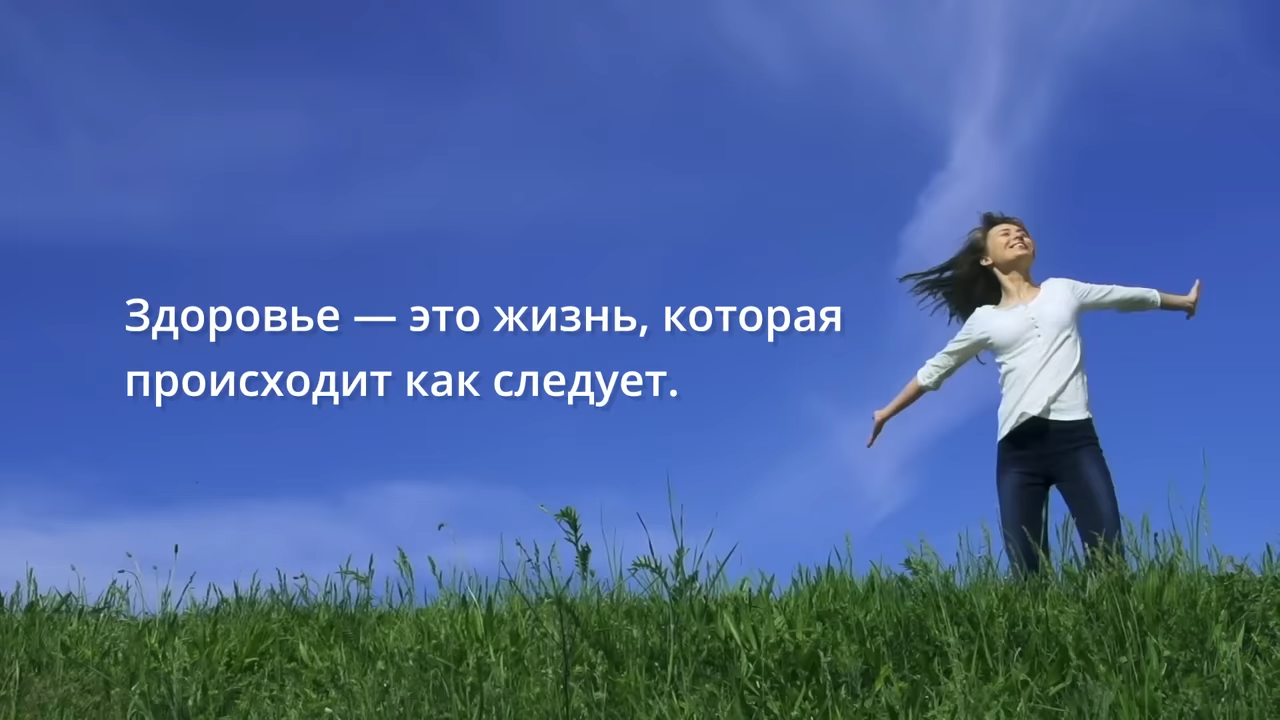 Здоровье — это жизнь, которая
происходит как следует.